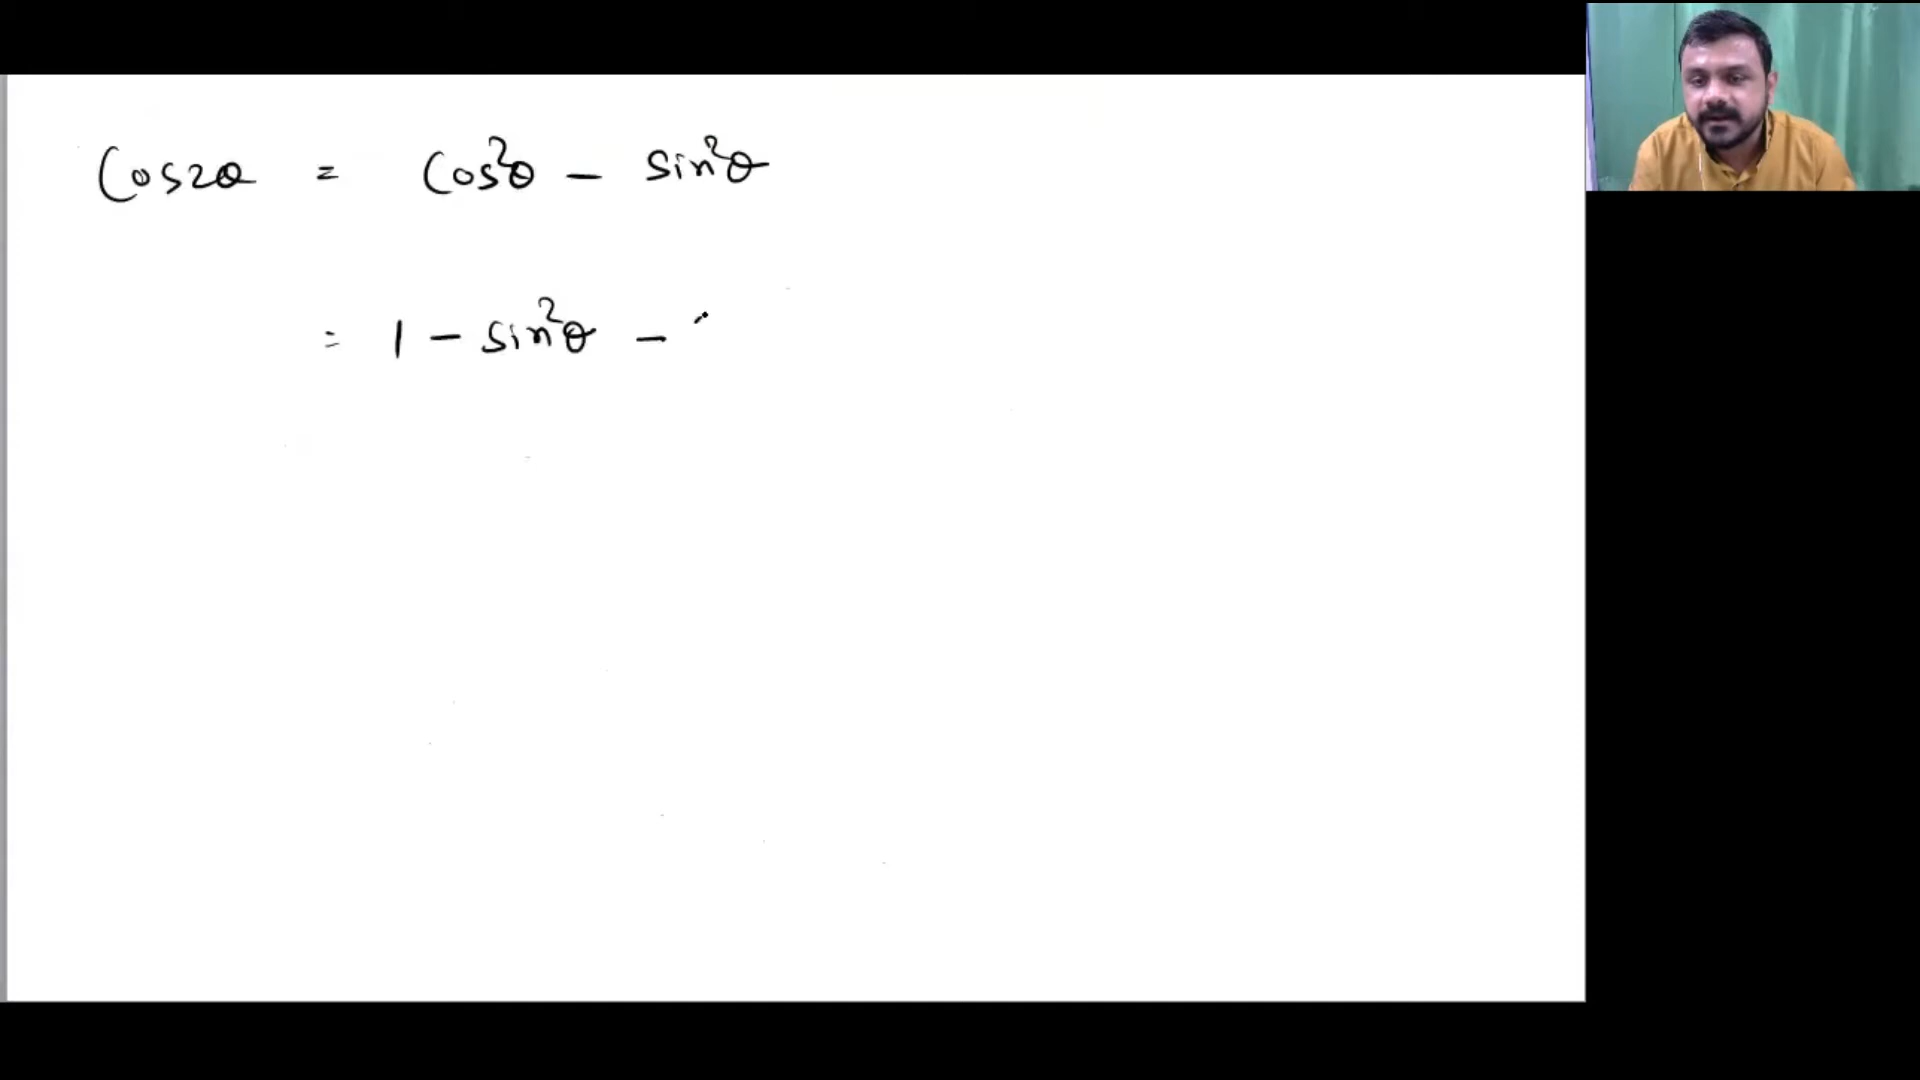 Cos2θ = Cos²θ − sin²θ
= 1 − sin²θ −